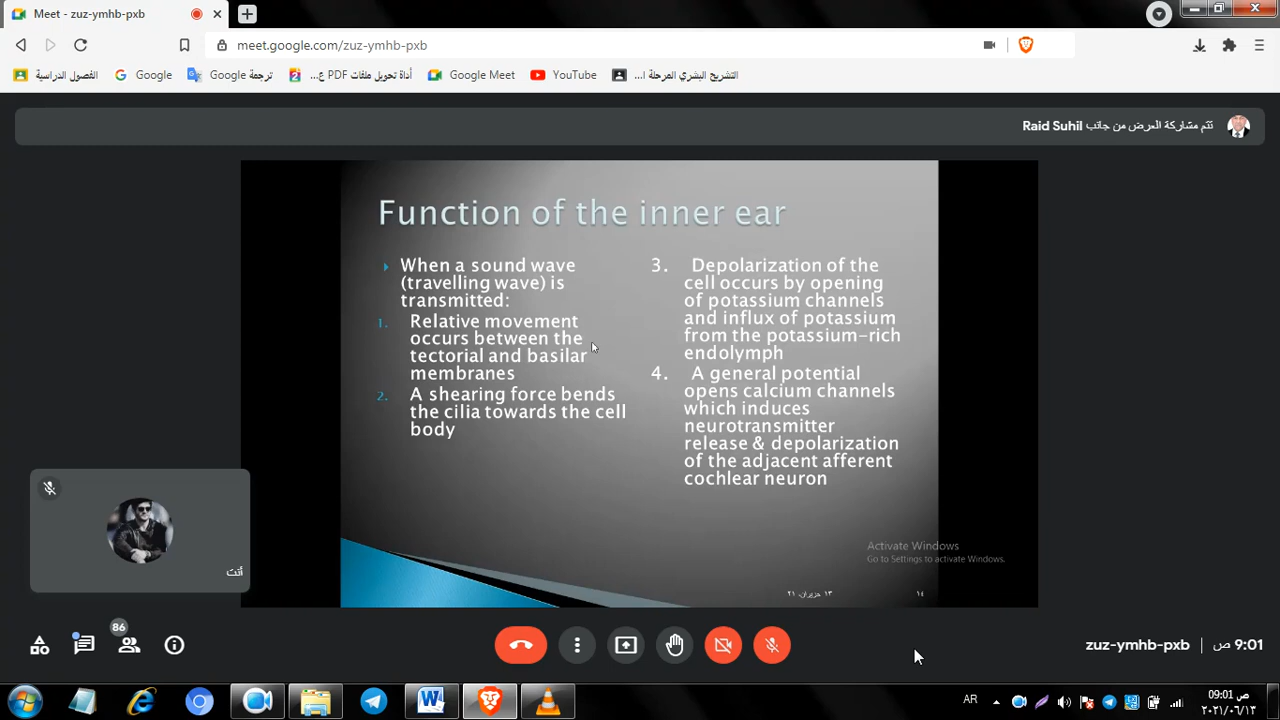 Meet - zuz-ymhb-pxb
meet.google.com/zuz-ymhb-pxb
الفصول الدراسية
Google
ترجمة Google
أداة تحويل ملفات PDF ع...
Google Meet
YouTube
التشريح البشري المرحلة ا...
تتم مشاركة العرض من جانب Raid Suhil
Function of the inner ear
When a sound wave
(travelling wave) is
transmitted:
1. Relative movement
occurs between the
tectorial and basilar
membranes
2. A shearing force bends
the cilia towards the cell
body
3. Depolarization of the
cell occurs by opening
of potassium channels
and influx of potassium
from the potassium-rich
endolymph
4. A general potential
opens calcium channels
which induces
neurotransmitter
release & depolarization
of the adjacent afferent
cochlear neuron
Activate Windows
Go to Settings to activate Windows.
١٣ حزيران، ٢١
١٤
أنت
86
zuz-ymhb-pxb
9:01 ص
AR
09:01 ص
٢٠٢١/٠٦/١٣